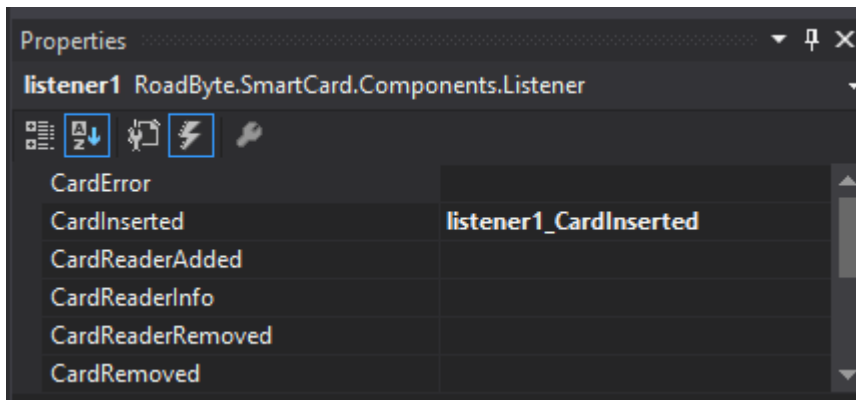 Properties
listener1 RoadByte.SmartCard.Components.Listener
A
Z
CardError
CardInserted listener1_CardInserted
CardReaderAdded
CardReaderInfo
CardReaderRemoved
CardRemoved